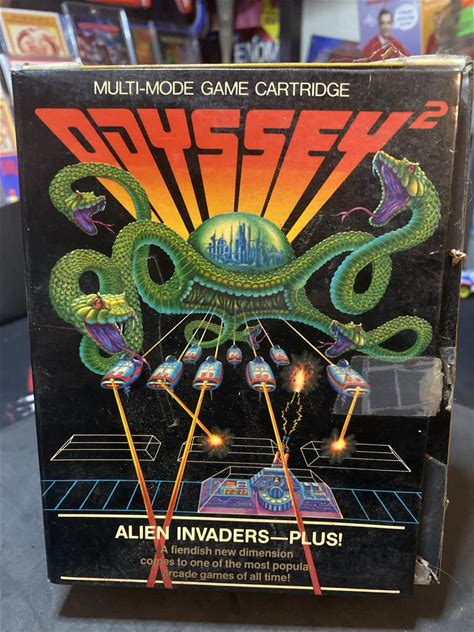 MULTI-MODE GAME CARTRIDGE
ODYSSEY²
ALIEN INVADERS—PLUS!
A fiendish new dimension
comes to one of the most popular
arcade games of all time!